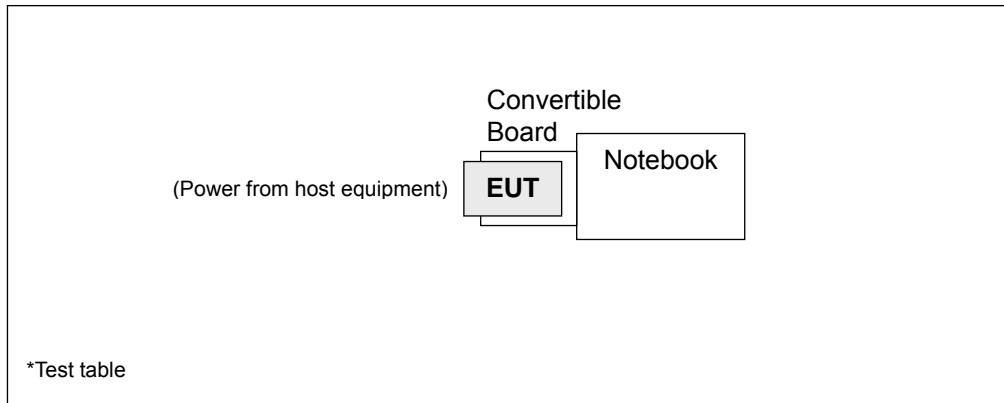 Convertible
Board
Notebook
(Power from host equipment)
EUT
*Test table